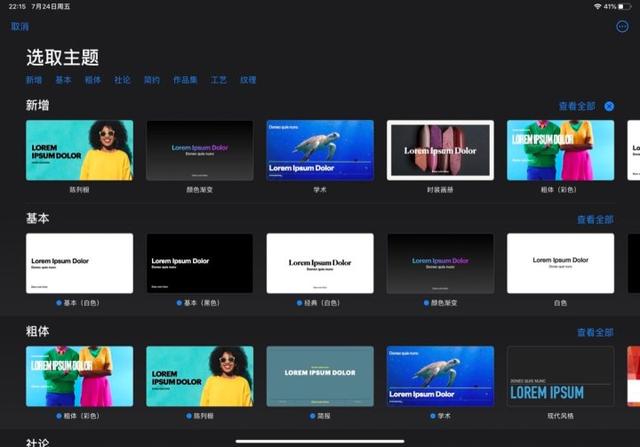 22:15 7月24日周五
41%
取消
选取主题
新增 基本 粗体 社论 简约 作品集 工艺 纹理
新增
查看全部
LOREM
IPSUM DOLOR
Lorem Ipsum Dolor
Donec quis nunc
Donec quis nunc
Lorem Ipsum Dolor
Lorem Ipsum Dolor
LOREM IPSUM DOLOR
陈列橱
颜色渐变
学术
时装画册
粗体（彩色）
基本
查看全部
Lorem Ipsum Dolor
Donec quis nunc
Lorem Ipsum Dolor
Donec quis nunc
Lorem Ipsum Dolor
Donec quis nunc
Lorem Ipsum Dolor
Donec quis nunc
Lorem Ipsum Dolor
Donec quis nunc
基本（白色）
基本（黑色）
经典（白色）
颜色渐变
白色
粗体
查看全部
LOREM IPSUM DOLOR
LOREM
IPSUM DOLOR
LOREM IPSUM DOLOR
Donec quis nunc
Lorem Ipsum Dolor
DONEC QUIS NUNC
LOREM IPSUM
粗体（彩色）
陈列橱
简报
学术
现代风格
社论